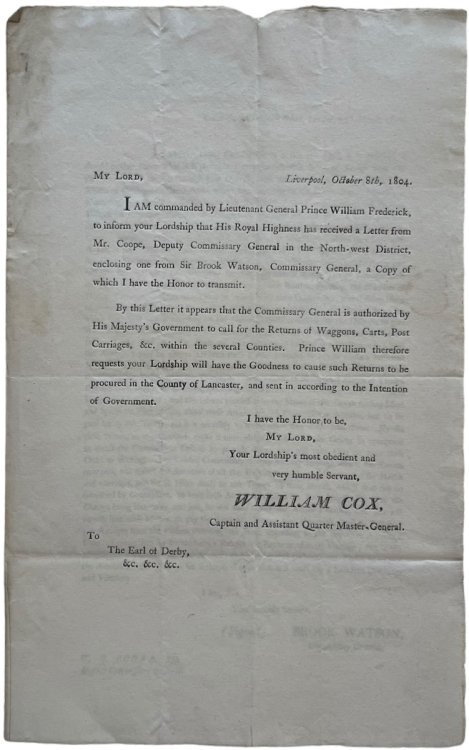 My Lord,
Liverpool, October 8th, 1804.
I AM commanded by Lieutenant General Prince William Frederick,
to inform your Lordship that His Royal Highness has received a Letter from
Mr. Coope, Deputy Commissary General in the North-west District,
enclosing one from Sir Brook Watson, Commissary General, a Copy of
which I have the Honor to transmit.
By this Letter it appears that the Commissary General is authorized by
His Majesty's Government to call for the Returns of Waggons, Carts, Post
Carriages, &c. within the several Counties. Prince William therefore
requests your Lordship will have the Goodness to cause such Returns to be
procured in the County of Lancaster, and sent in according to the Intention
of Government.
I have the Honor to be,
My Lord,
Your Lordship's most obedient and
very humble Servant,
WILLIAM COX,
Captain and Assistant Quarter Master-General.
To
The Earl of Derby,
&c. &c. &c.
BROOK WATSON,